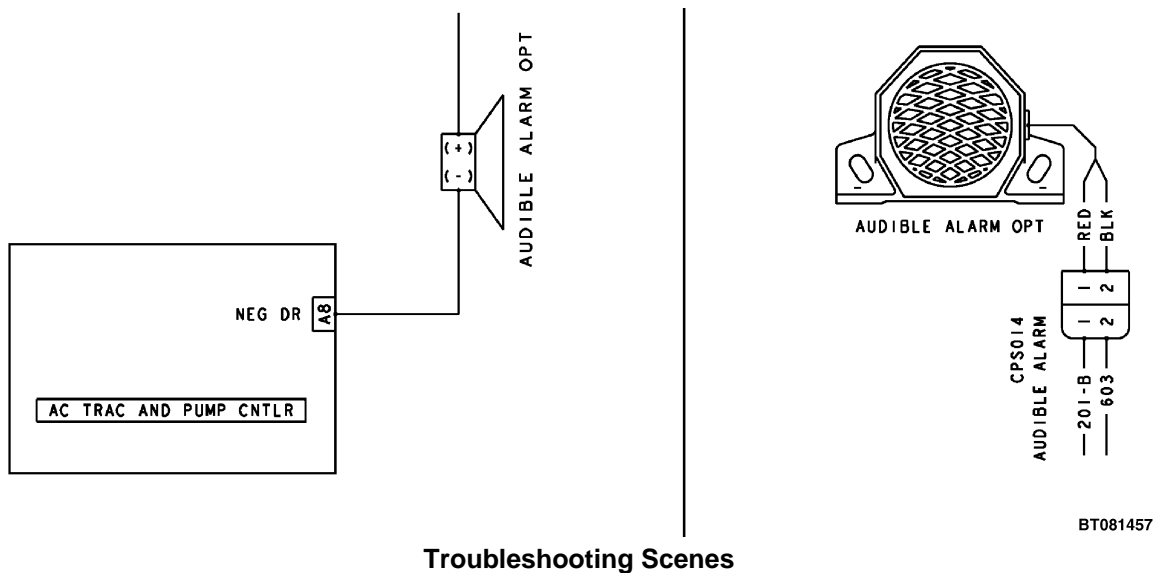 AUDIBLE ALARM OPT
(+)
(-)
NEG DR
A8
AC TRAC AND PUMP CNTLR
AUDIBLE ALARM OPT
RED
BLK
1 2
1 2
CPS014
AUDIBLE ALARM
201-B
603
BT081457
Troubleshooting Scenes